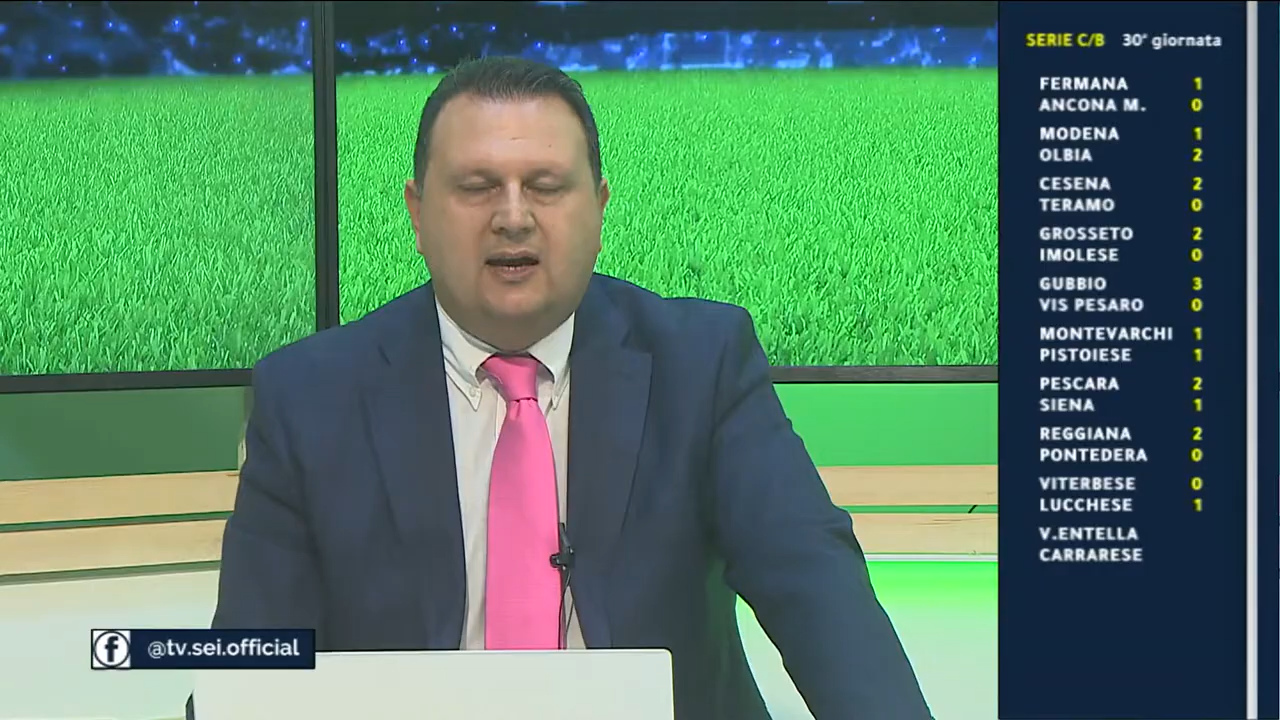 SERIE C/B 30ª giornata
FERMANA 1
ANCONA M. 0
MODENA 1
OLBIA 2
CESENA 2
TERAMO 0
GROSSETO 2
IMOLESE 0
GUBBIO 3
VIS PESARO 0
MONTEVARCHI 1
PISTOIESE 1
PESCARA 2
SIENA 1
REGGIANA 2
PONTEDERA 0
VITERBESE 0
LUCCHESE 1
V.ENTELLA
CARRARESE
f @tv.sei.official